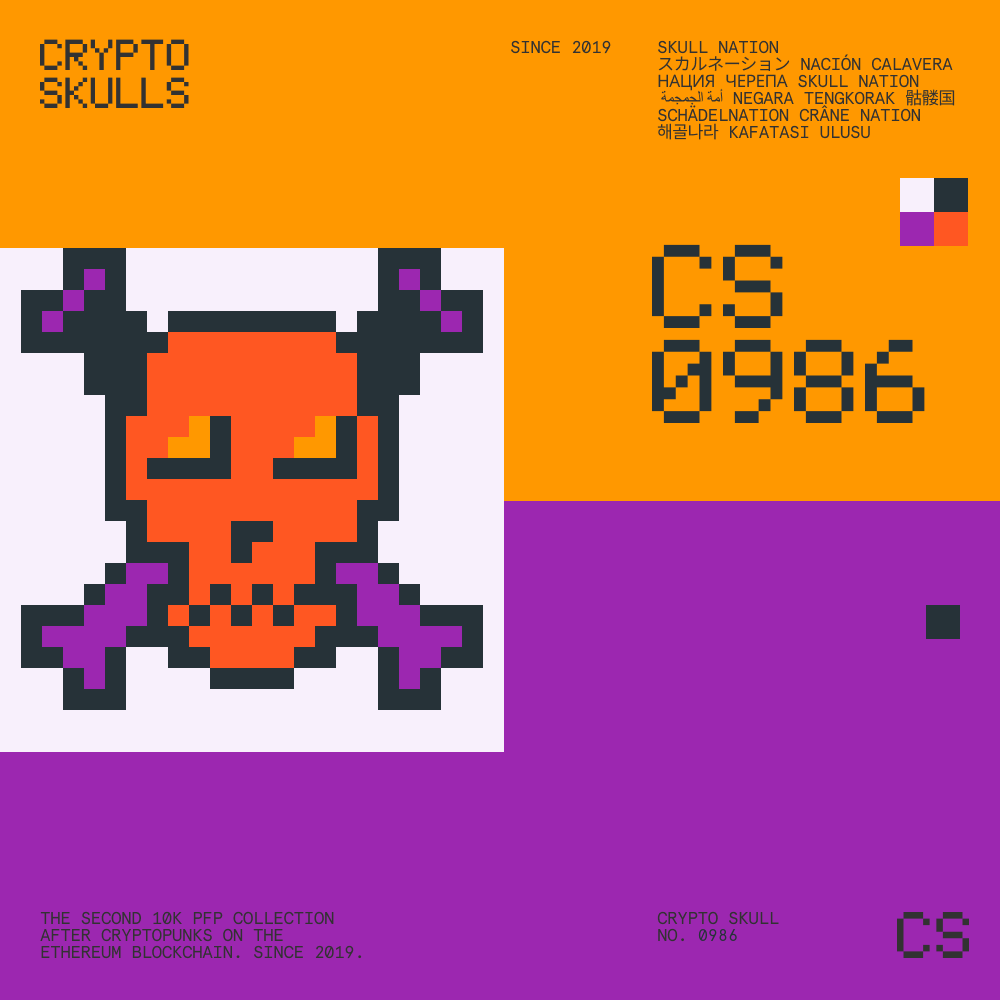 CRYPTO
SKULLS
SINCE 2019
SKULL NATION
スカルネーション NACIÓN CALAVERA
НАЦИЯ ЧЕРЕПА SKULL NATION
أمة الجمجمة NEGARA TENGKORAK 骷髅国
SCHÄDELNATION CRÂNE NATION
해골나라 KAFATASI ULUSU
CS
0986
THE SECOND 10K PFP COLLECTION
AFTER CRYPTOPUNKS ON THE
ETHEREUM BLOCKCHAIN. SINCE 2019.
CRYPTO SKULL
NO. 0986
CS